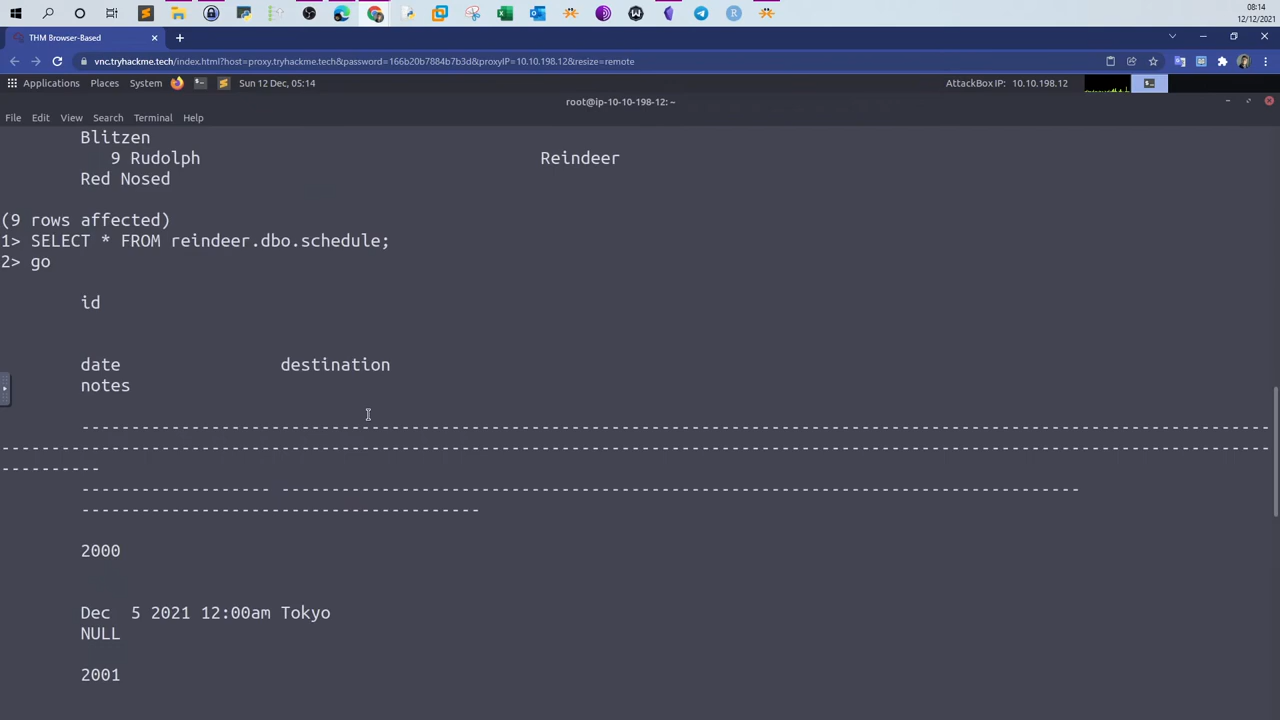 08:14
12/12/2021
THM Browser-Based
vnc.tryhackme.tech/index.html?host=proxy.tryhackme.tech&password=166b20b7884b7b3d&proxyIP=10.10.198.12&resize=remote
Applications Places System Sun 12 Dec, 05:14 AttackBox IP: 10.10.198.12
root@ip-10-10-198-12: ~
File Edit View Search Terminal Help
Blitzen
9 Rudolph Reindeer
Red Nosed
(9 rows affected)
1> SELECT * FROM reindeer.dbo.schedule;
2> go
id
date destination
notes
2000
Dec 5 2021 12:00am Tokyo
NULL
2001